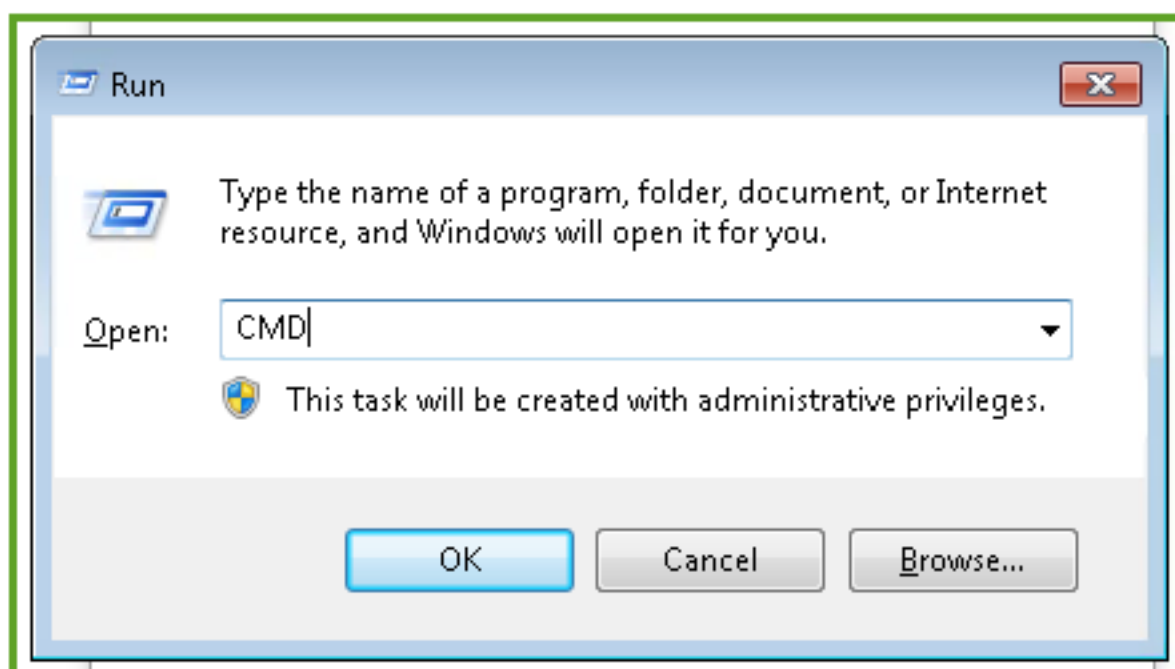 Run
Type the name of a program, folder, document, or Internet
resource, and Windows will open it for you.
Open: CMD
This task will be created with administrative privileges.
OK Cancel Browse...